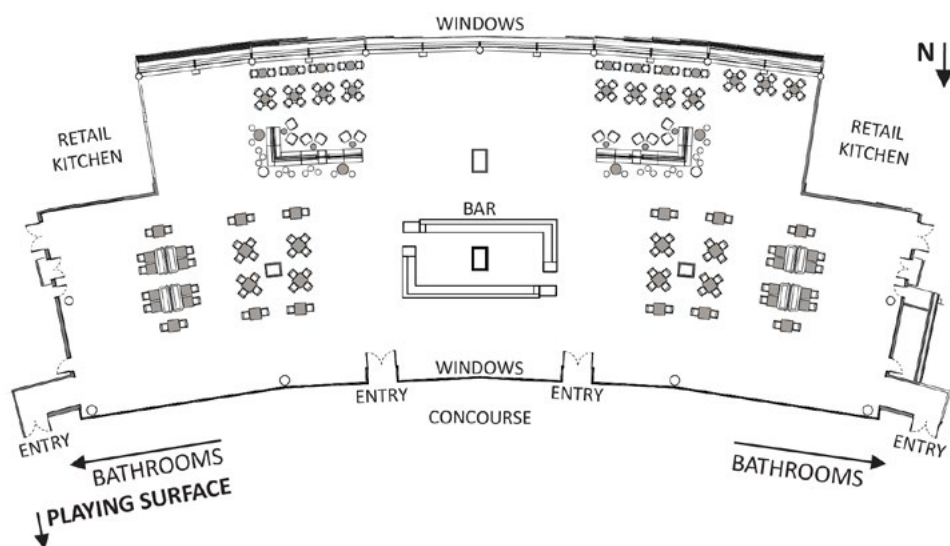 WINDOWS
N
RETAIL
KITCHEN
RETAIL
KITCHEN
BAR
WINDOWS
ENTRY
ENTRY
CONCOURSE
ENTRY
ENTRY
BATHROOMS
BATHROOMS
PLAYING SURFACE